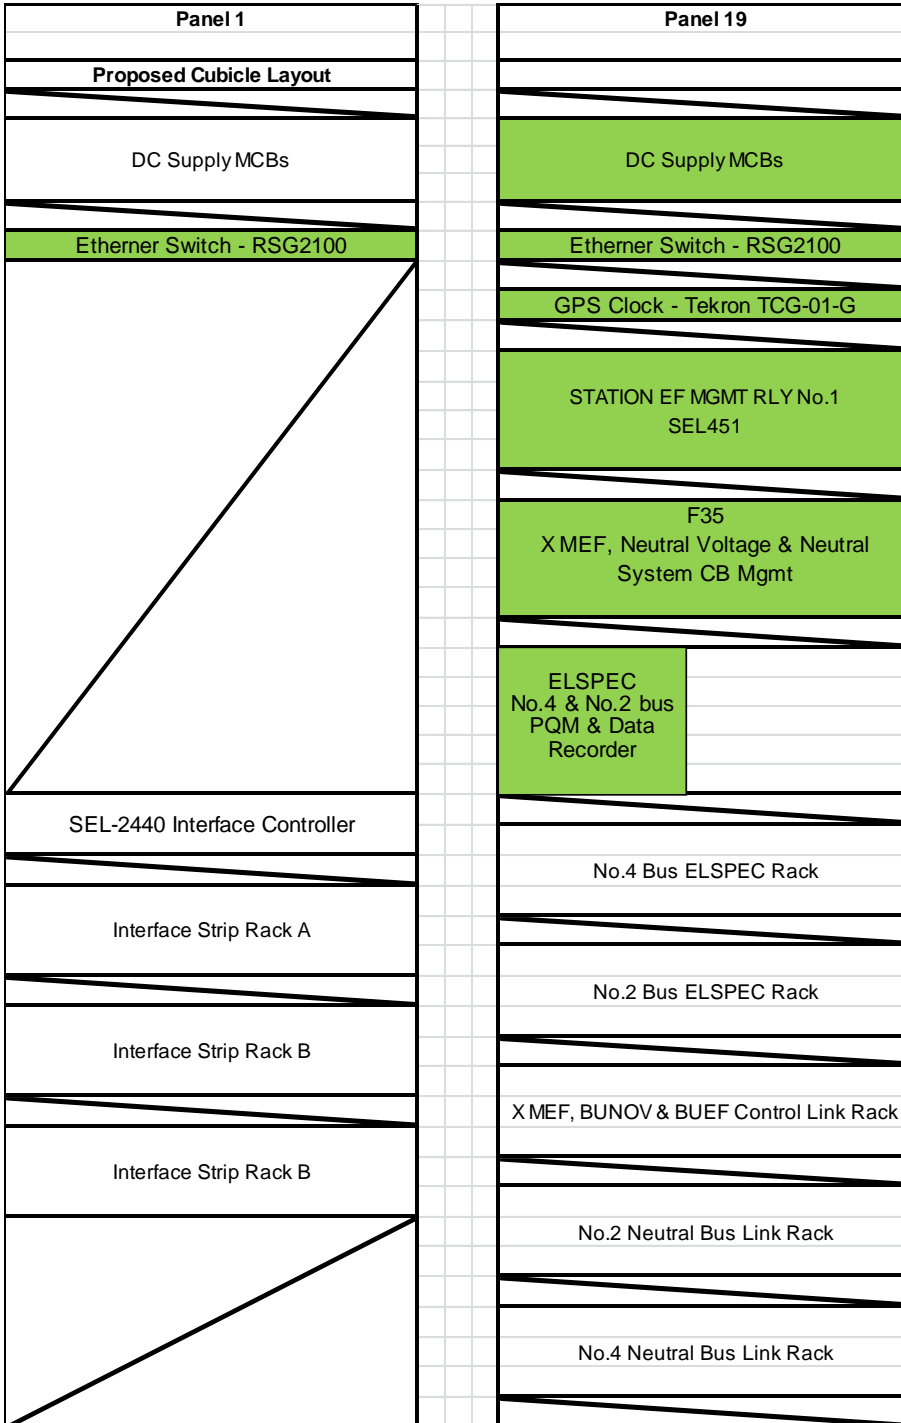 Panel 1
Proposed Cubicle Layout
DC Supply MCBs
Etherner Switch - RSG2100
SEL-2440 Interface Controller
Interface Strip Rack A
Interface Strip Rack B
Interface Strip Rack B
Panel 19
DC Supply MCBs
Etherner Switch - RSG2100
GPS Clock - Tekron TCG-01-G
STATION EF MGMT RLY No.1
SEL451
F35
X MEF, Neutral Voltage & Neutral
System CB Mgmt
ELSPEC
No.4 & No.2 bus
PQM & Data
Recorder
No.4 Bus ELSPEC Rack
No.2 Bus ELSPEC Rack
X MEF, BUNOV & BUEF Control Link Rack
No.2 Neutral Bus Link Rack
No.4 Neutral Bus Link Rack